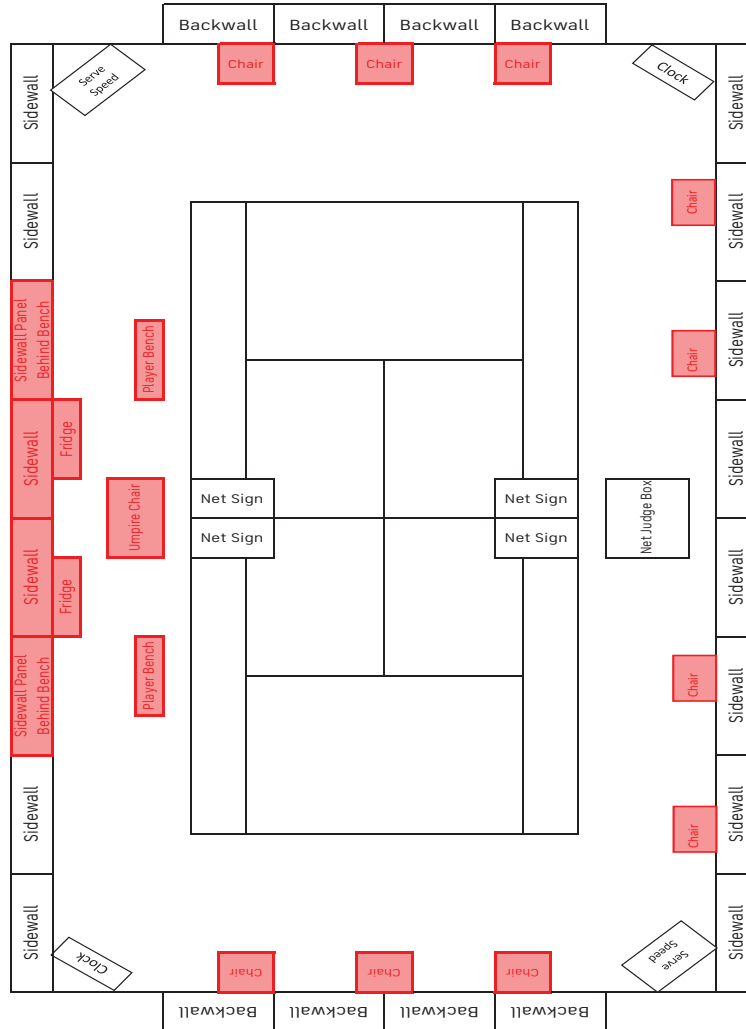 Backwall Backwall Backwall Backwall
Chair Chair Chair
Serve
Speed
Clock
Sidewall
Sidewall
Sidewall
Sidewall
Chair
Sidewall Panel
Behind Bench
Player Bench
Chair
Sidewall
Sidewall
Fridge
Sidewall
Umpire Chair
Net Sign
Net Sign
Net Judge Box
Sidewall
Net Sign
Net Sign
Sidewall
Fridge
Sidewall
Sidewall Panel
Behind Bench
Player Bench
Chair
Sidewall
Sidewall
Chair
Sidewall
Sidewall
Sidewall
Clock
Chair Chair Chair
Serve
Speed
Backwall Backwall Backwall Backwall